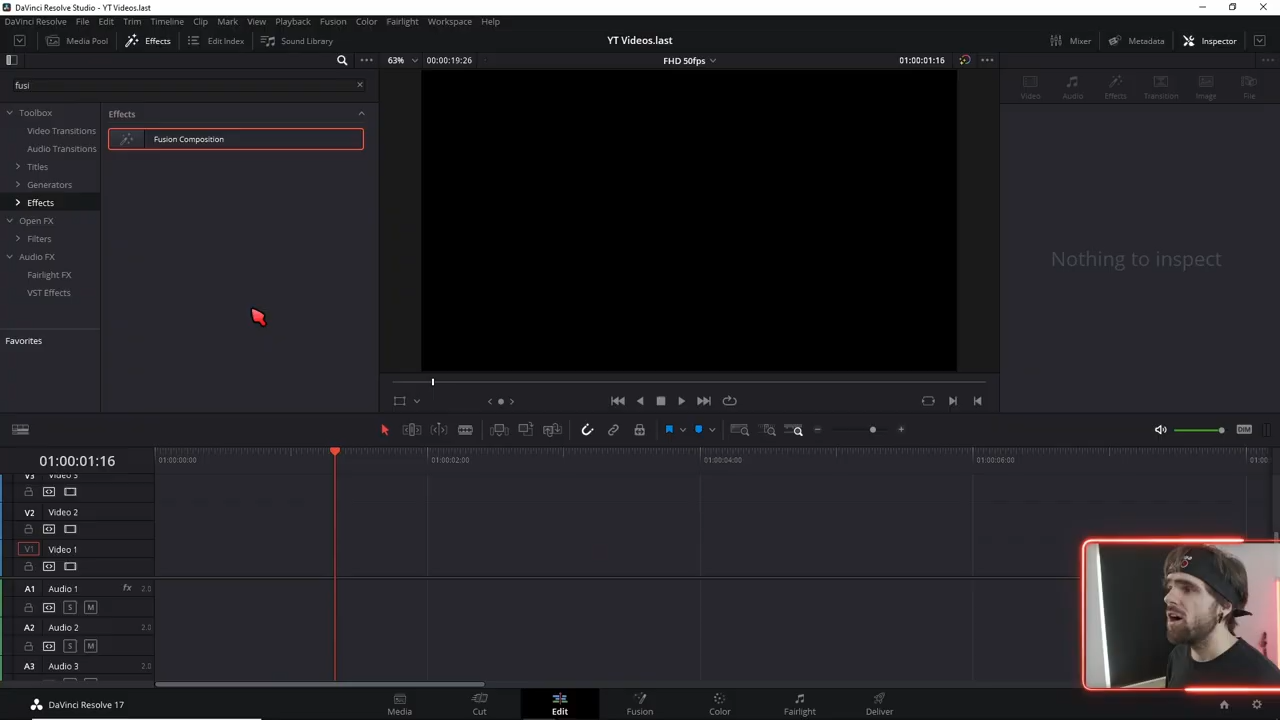 DaVinci Resolve Studio - YT Videos.last
DaVinci Resolve File Edit Trim Timeline Clip Mark View Playback Fusion Color Fairlight Workspace Help
Media Pool Effects Edit Index Sound Library YT Videos.last Mixer Metadata Inspector
63% 00:00:19:26 FHD 50fps 01:00:01:16
fusi
Video Audio Effects Transition Image File
Toolbox
Video Transitions
Audio Transitions
Titles
Generators
Effects
Open FX
Filters
Audio FX
Fairlight FX
VST Effects
Favorites
Effects
Fusion Composition
Nothing to inspect
DIM
01:00:01:16
01:00:00:00 01:00:02:00 01:00:04:00 01:00:06:00 01:00
V3 Video 3
V2 Video 2
V1 Video 1
A1 Audio 1 fx 2.0
S M
A2 Audio 2 2.0
S M
A3 Audio 3 2.0
DaVinci Resolve 17
Media Cut Edit Fusion Color Fairlight Deliver